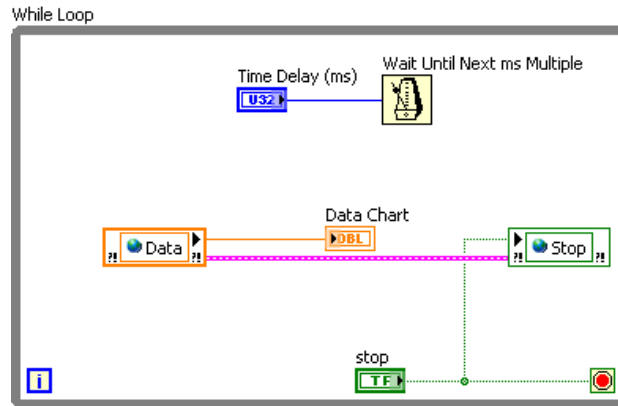 While Loop
Wait Until Next ms Multiple
Time Delay (ms)
U32
Data Chart
?! Data ?!
DBL
?! Stop ?!
stop
i
TF